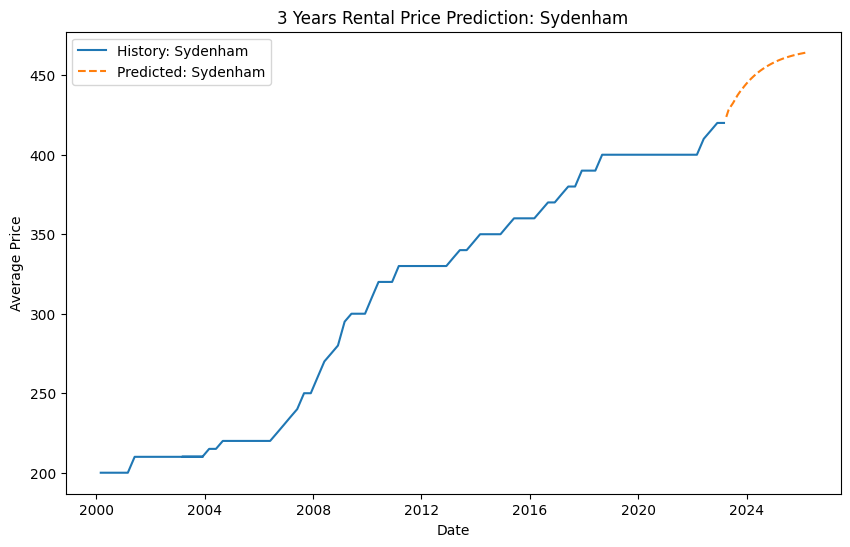 3 Years Rental Price Prediction: Sydenham
History: Sydenham
Predicted: Sydenham
450
400
350
300
250
200
Average Price
2000 2004 2008 2012 2016 2020 2024
Date